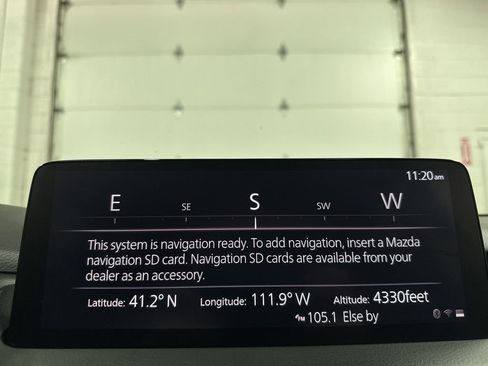 11:20am
E SE S SW W
This system is navigation ready. To add navigation, insert a Mazda
navigation SD card. Navigation SD cards are available from your
dealer as an accessory.
Latitude: 41.2° N Longitude: 111.9° W Altitude: 4330feet
FM 105.1 Else by